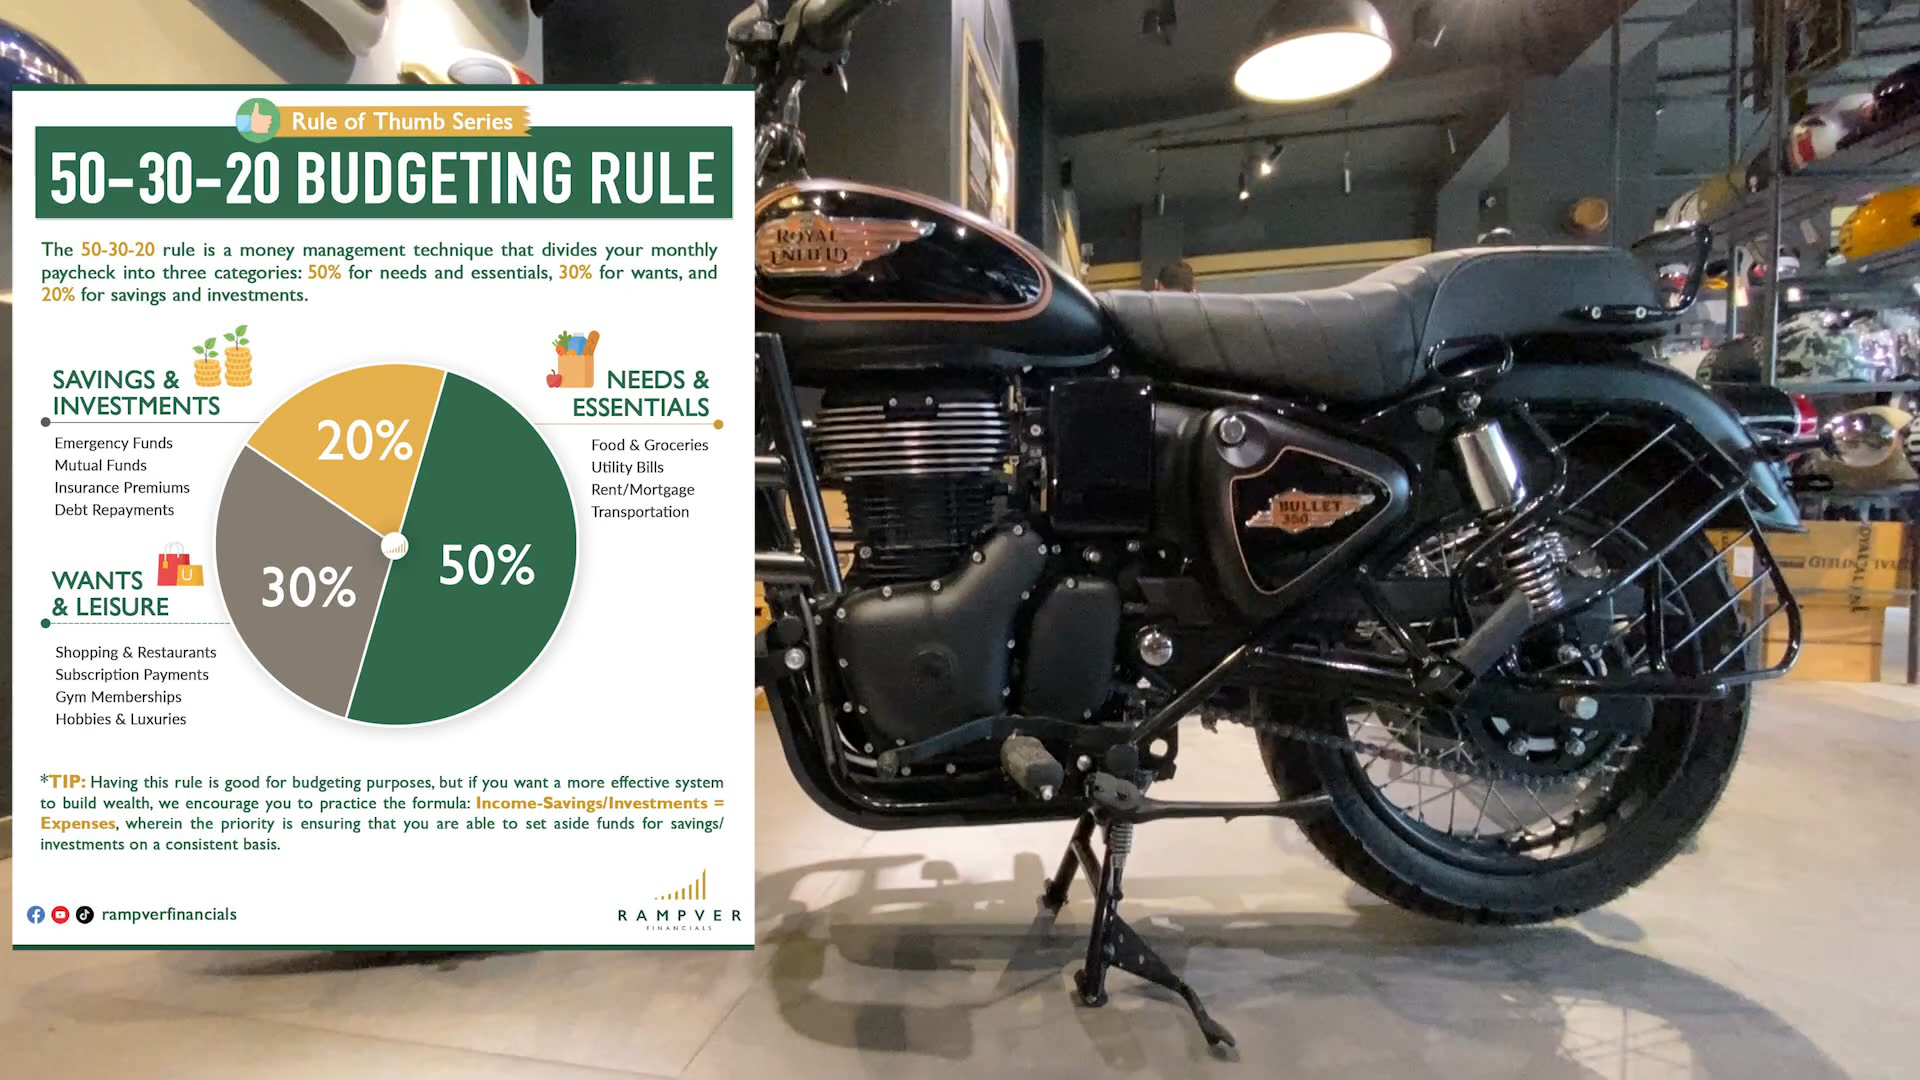 Rule of Thumb Series
50-30-20 BUDGETING RULE
The 50-30-20 rule is a money management technique that divides your monthly
paycheck into three categories: 50% for needs and essentials, 30% for wants, and
20% for savings and investments.
SAVINGS &
INVESTMENTS
Emergency Funds
Mutual Funds
Insurance Premiums
Debt Repayments
WANTS
& LEISURE
Shopping & Restaurants
Subscription Payments
Gym Memberships
Hobbies & Luxuries
20%
30%
50%
NEEDS &
ESSENTIALS
Food & Groceries
Utility Bills
Rent/Mortgage
Transportation
*TIP: Having this rule is good for budgeting purposes, but if you want a more effective system
to build wealth, we encourage you to practice the formula: Income-Savings/Investments =
Expenses, wherein the priority is ensuring that you are able to set aside funds for savings/
investments on a consistent basis.
rampverfinancials
RAMPVER
FINANCIALS
ROYAL
ENFIELD
BULLET
350